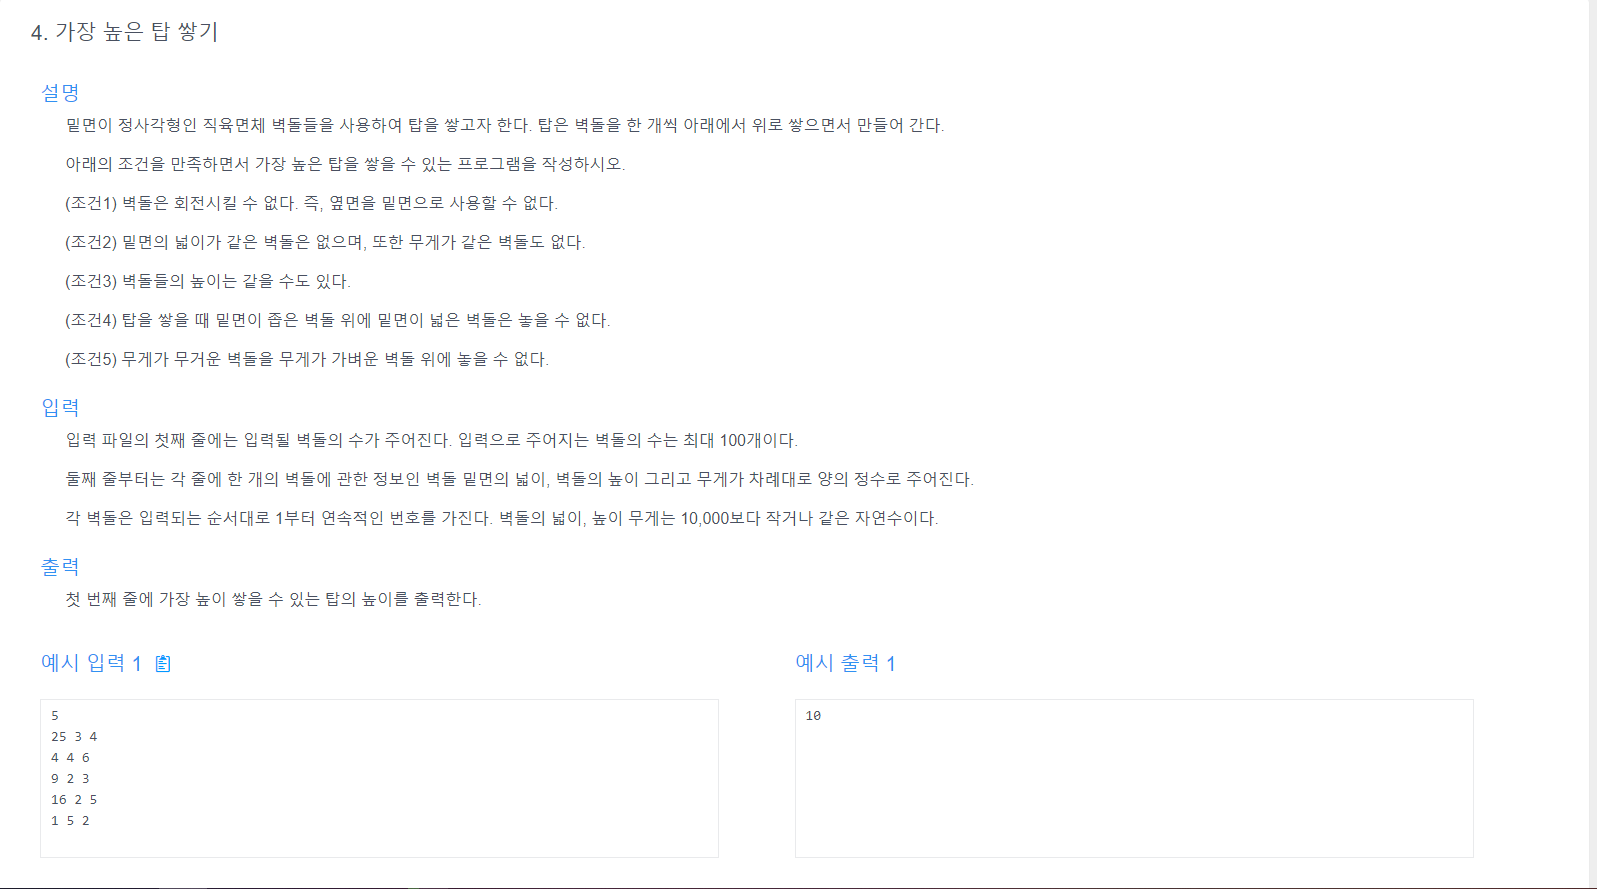 4. 가장 높은 탑 쌓기
설명
밑면이 정사각형인 직육면체 벽돌들을 사용하여 탑을 쌓고자 한다. 탑은 벽돌을 한 개씩 아래에서 위로 쌓으면서 만들어 간다.
아래의 조건을 만족하면서 가장 높은 탑을 쌓을 수 있는 프로그램을 작성하시오.
(조건1) 벽돌은 회전시킬 수 없다. 즉, 옆면을 밑면으로 사용할 수 없다.
(조건2) 밑면의 넓이가 같은 벽돌은 없으며, 또한 무게가 같은 벽돌도 없다.
(조건3) 벽돌들의 높이는 같을 수도 있다.
(조건4) 탑을 쌓을 때 밑면이 좁은 벽돌 위에 밑면이 넓은 벽돌은 놓을 수 없다.
(조건5) 무게가 무거운 벽돌을 무게가 가벼운 벽돌 위에 놓을 수 없다.
입력
입력 파일의 첫째 줄에는 입력될 벽돌의 수가 주어진다. 입력으로 주어지는 벽돌의 수는 최대 100개이다.
둘째 줄부터는 각 줄에 한 개의 벽돌에 관한 정보인 벽돌 밑면의 넓이, 벽돌의 높이 그리고 무게가 차례대로 양의 정수로 주어진다.
각 벽돌은 입력되는 순서대로 1부터 연속적인 번호를 가진다. 벽돌의 넓이, 높이 무게는 10,000보다 작거나 같은 자연수이다.
출력
첫 번째 줄에 가장 높이 쌓을 수 있는 탑의 높이를 출력한다.
예시 입력 1
5
25 3 4
4 4 6
9 2 3
16 2 5
1 5 2
예시 출력 1
10